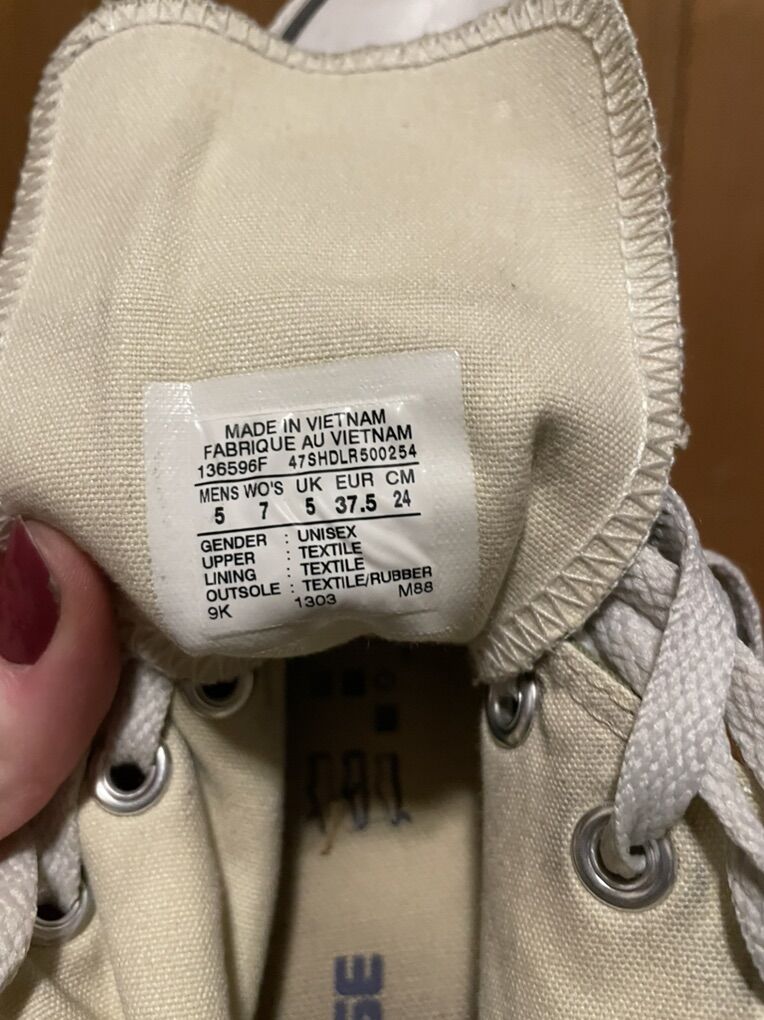 MADE IN VIETNAM
FABRIQUE AU VIETNAM
136596F 47SHDLR500254
MENS WO'S UK EUR CM
5 7 5 37.5 24
GENDER : UNISEX
UPPER : TEXTILE
LINING : TEXTILE
OUTSOLE : TEXTILE/RUBBER
9K 1303 M88